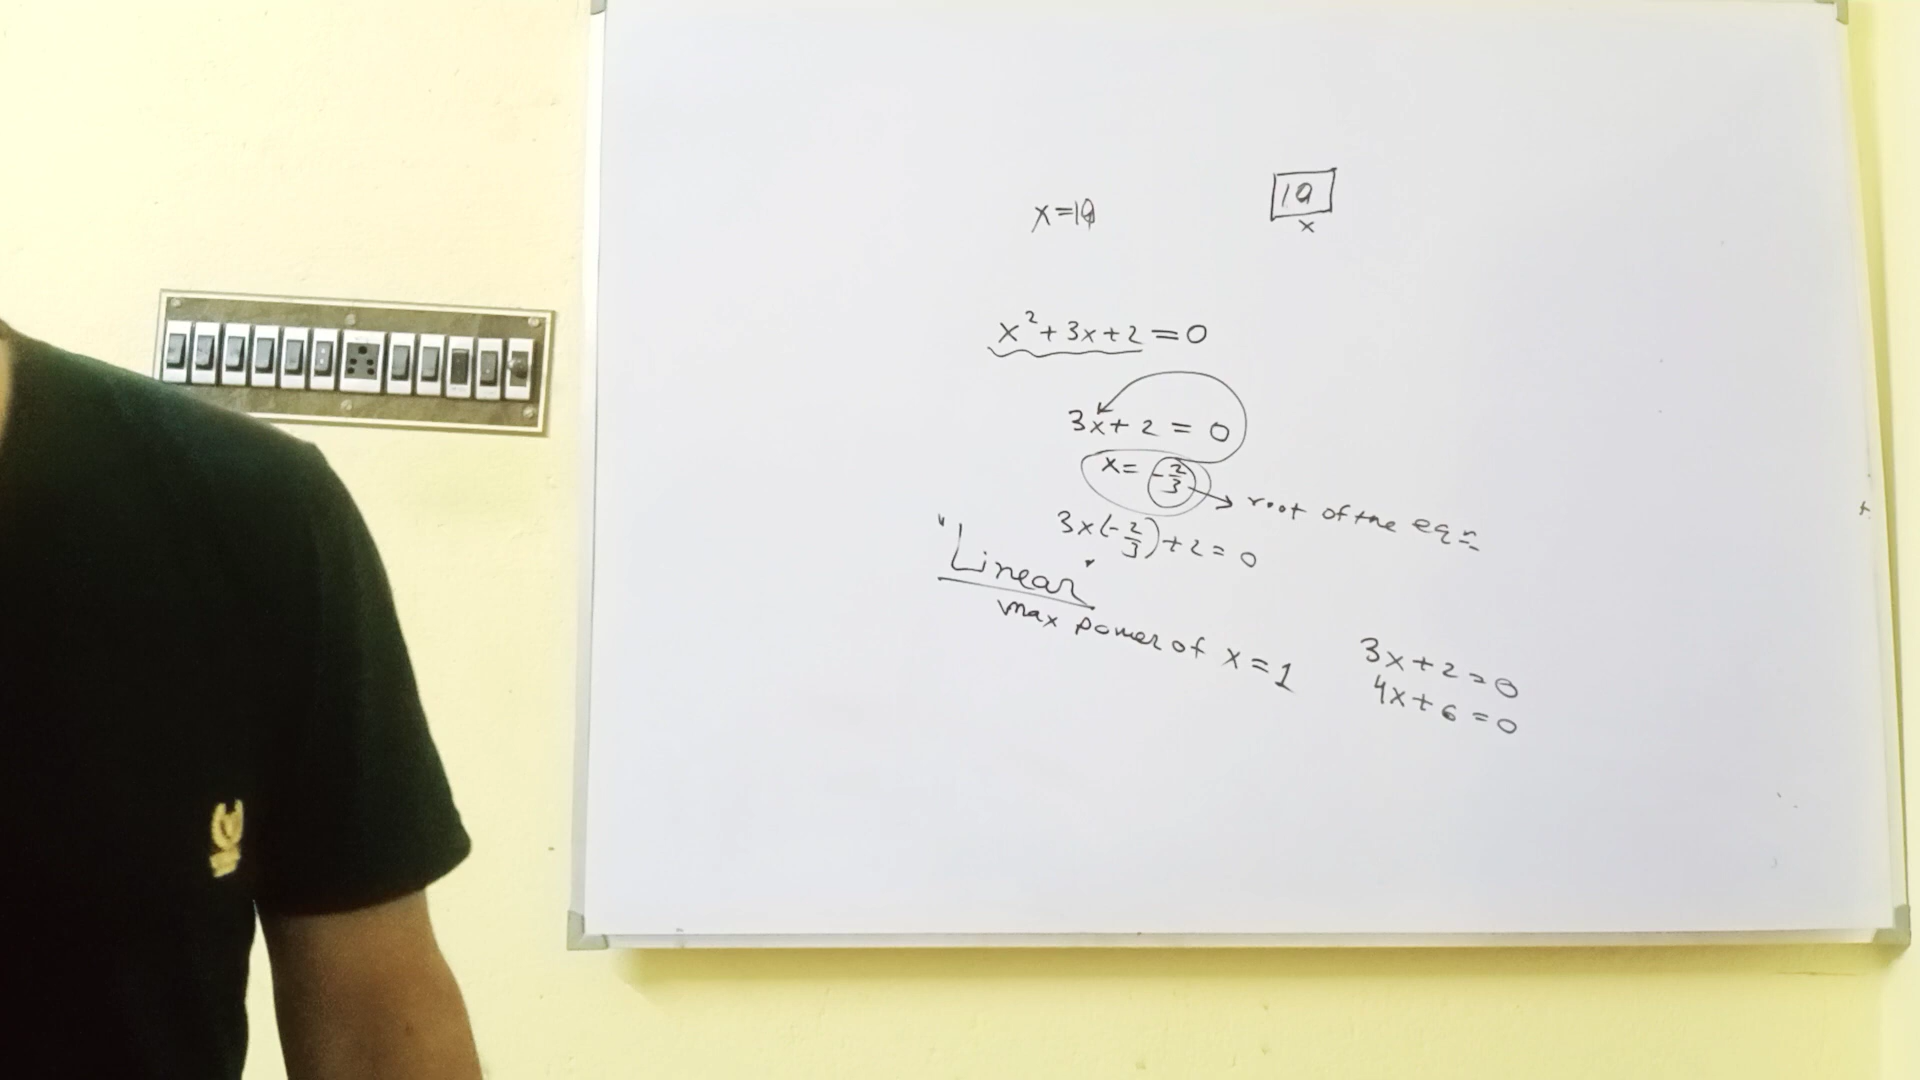 x=10
10
x
x²+3x+2=0
3x+2=0
x=-2/3 → root of the eqn
3x(-2/3)+2=0
"Linear"
max power of x=1
3x+2=0
4x+6=0